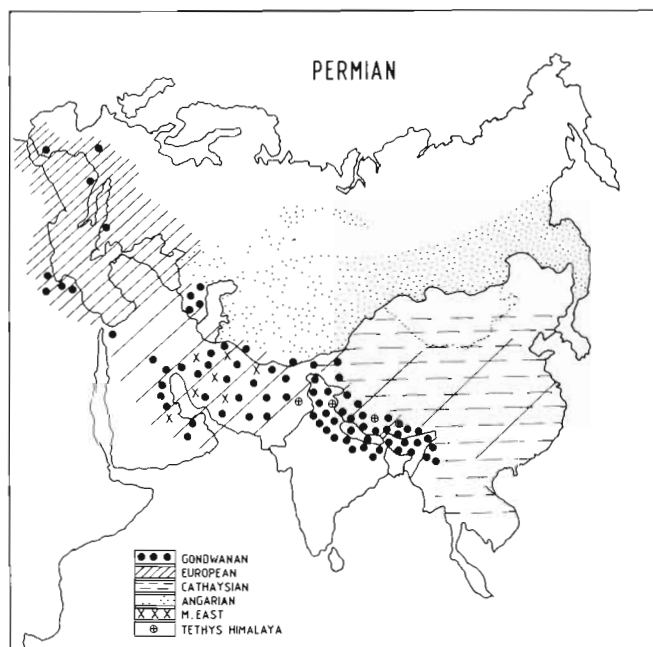 PERMIAN
GONDWANAN
EUROPEAN
CATHAYSIAN
ANGARIAN
M.EAST
TETHYS HIMALAYA